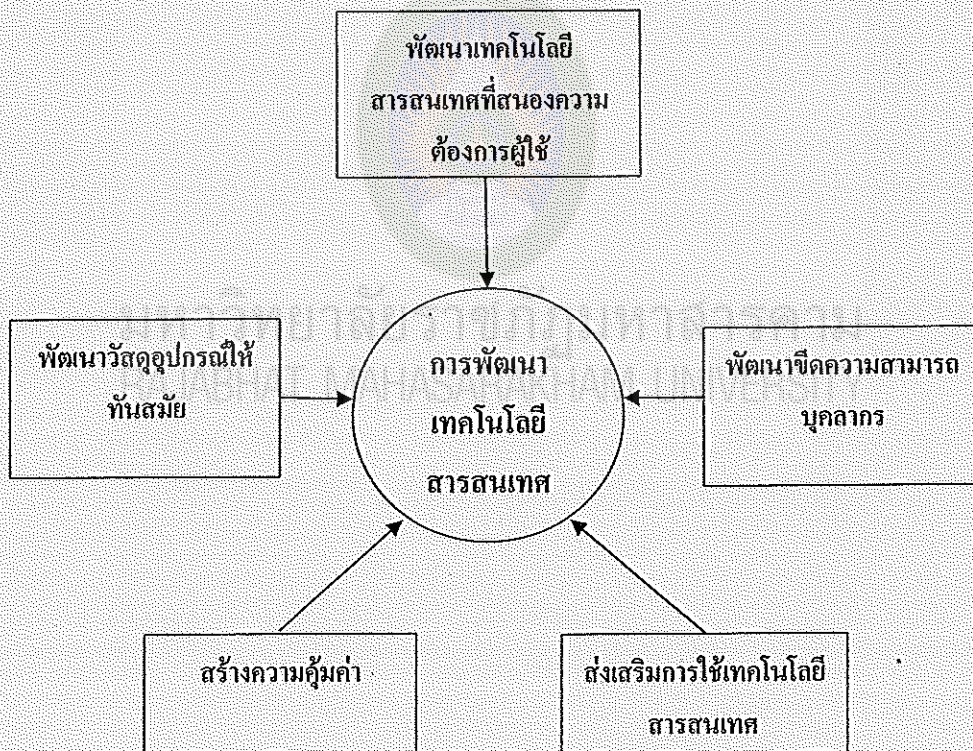 พัฒนาเทคโนโลยี
สารสนเทศที่สนองความ
ต้องการผู้ใช้
พัฒนาวัสดุอุปกรณ์ให้
ทันสมัย
การพัฒนา
เทคโนโลยี
สารสนเทศ
พัฒนาขีดความสามารถ
บุคลากร
สร้างความคุ้มค่า
ส่งเสริมการใช้เทคโนโลยี
สารสนเทศ